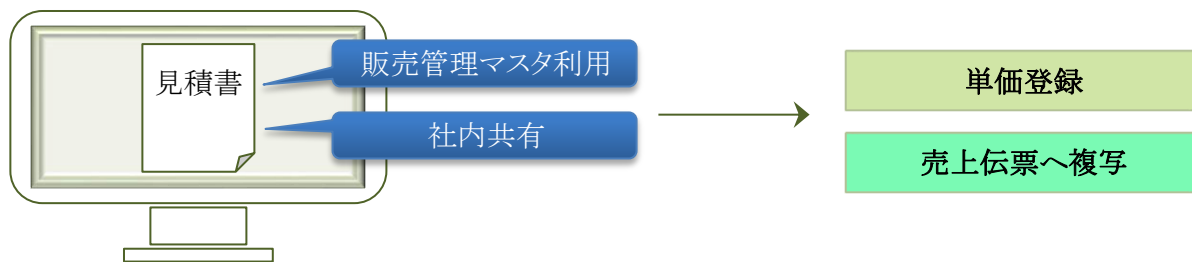 見積書
販売管理マスタ利用
社内共有
単価登録
売上伝票へ複写